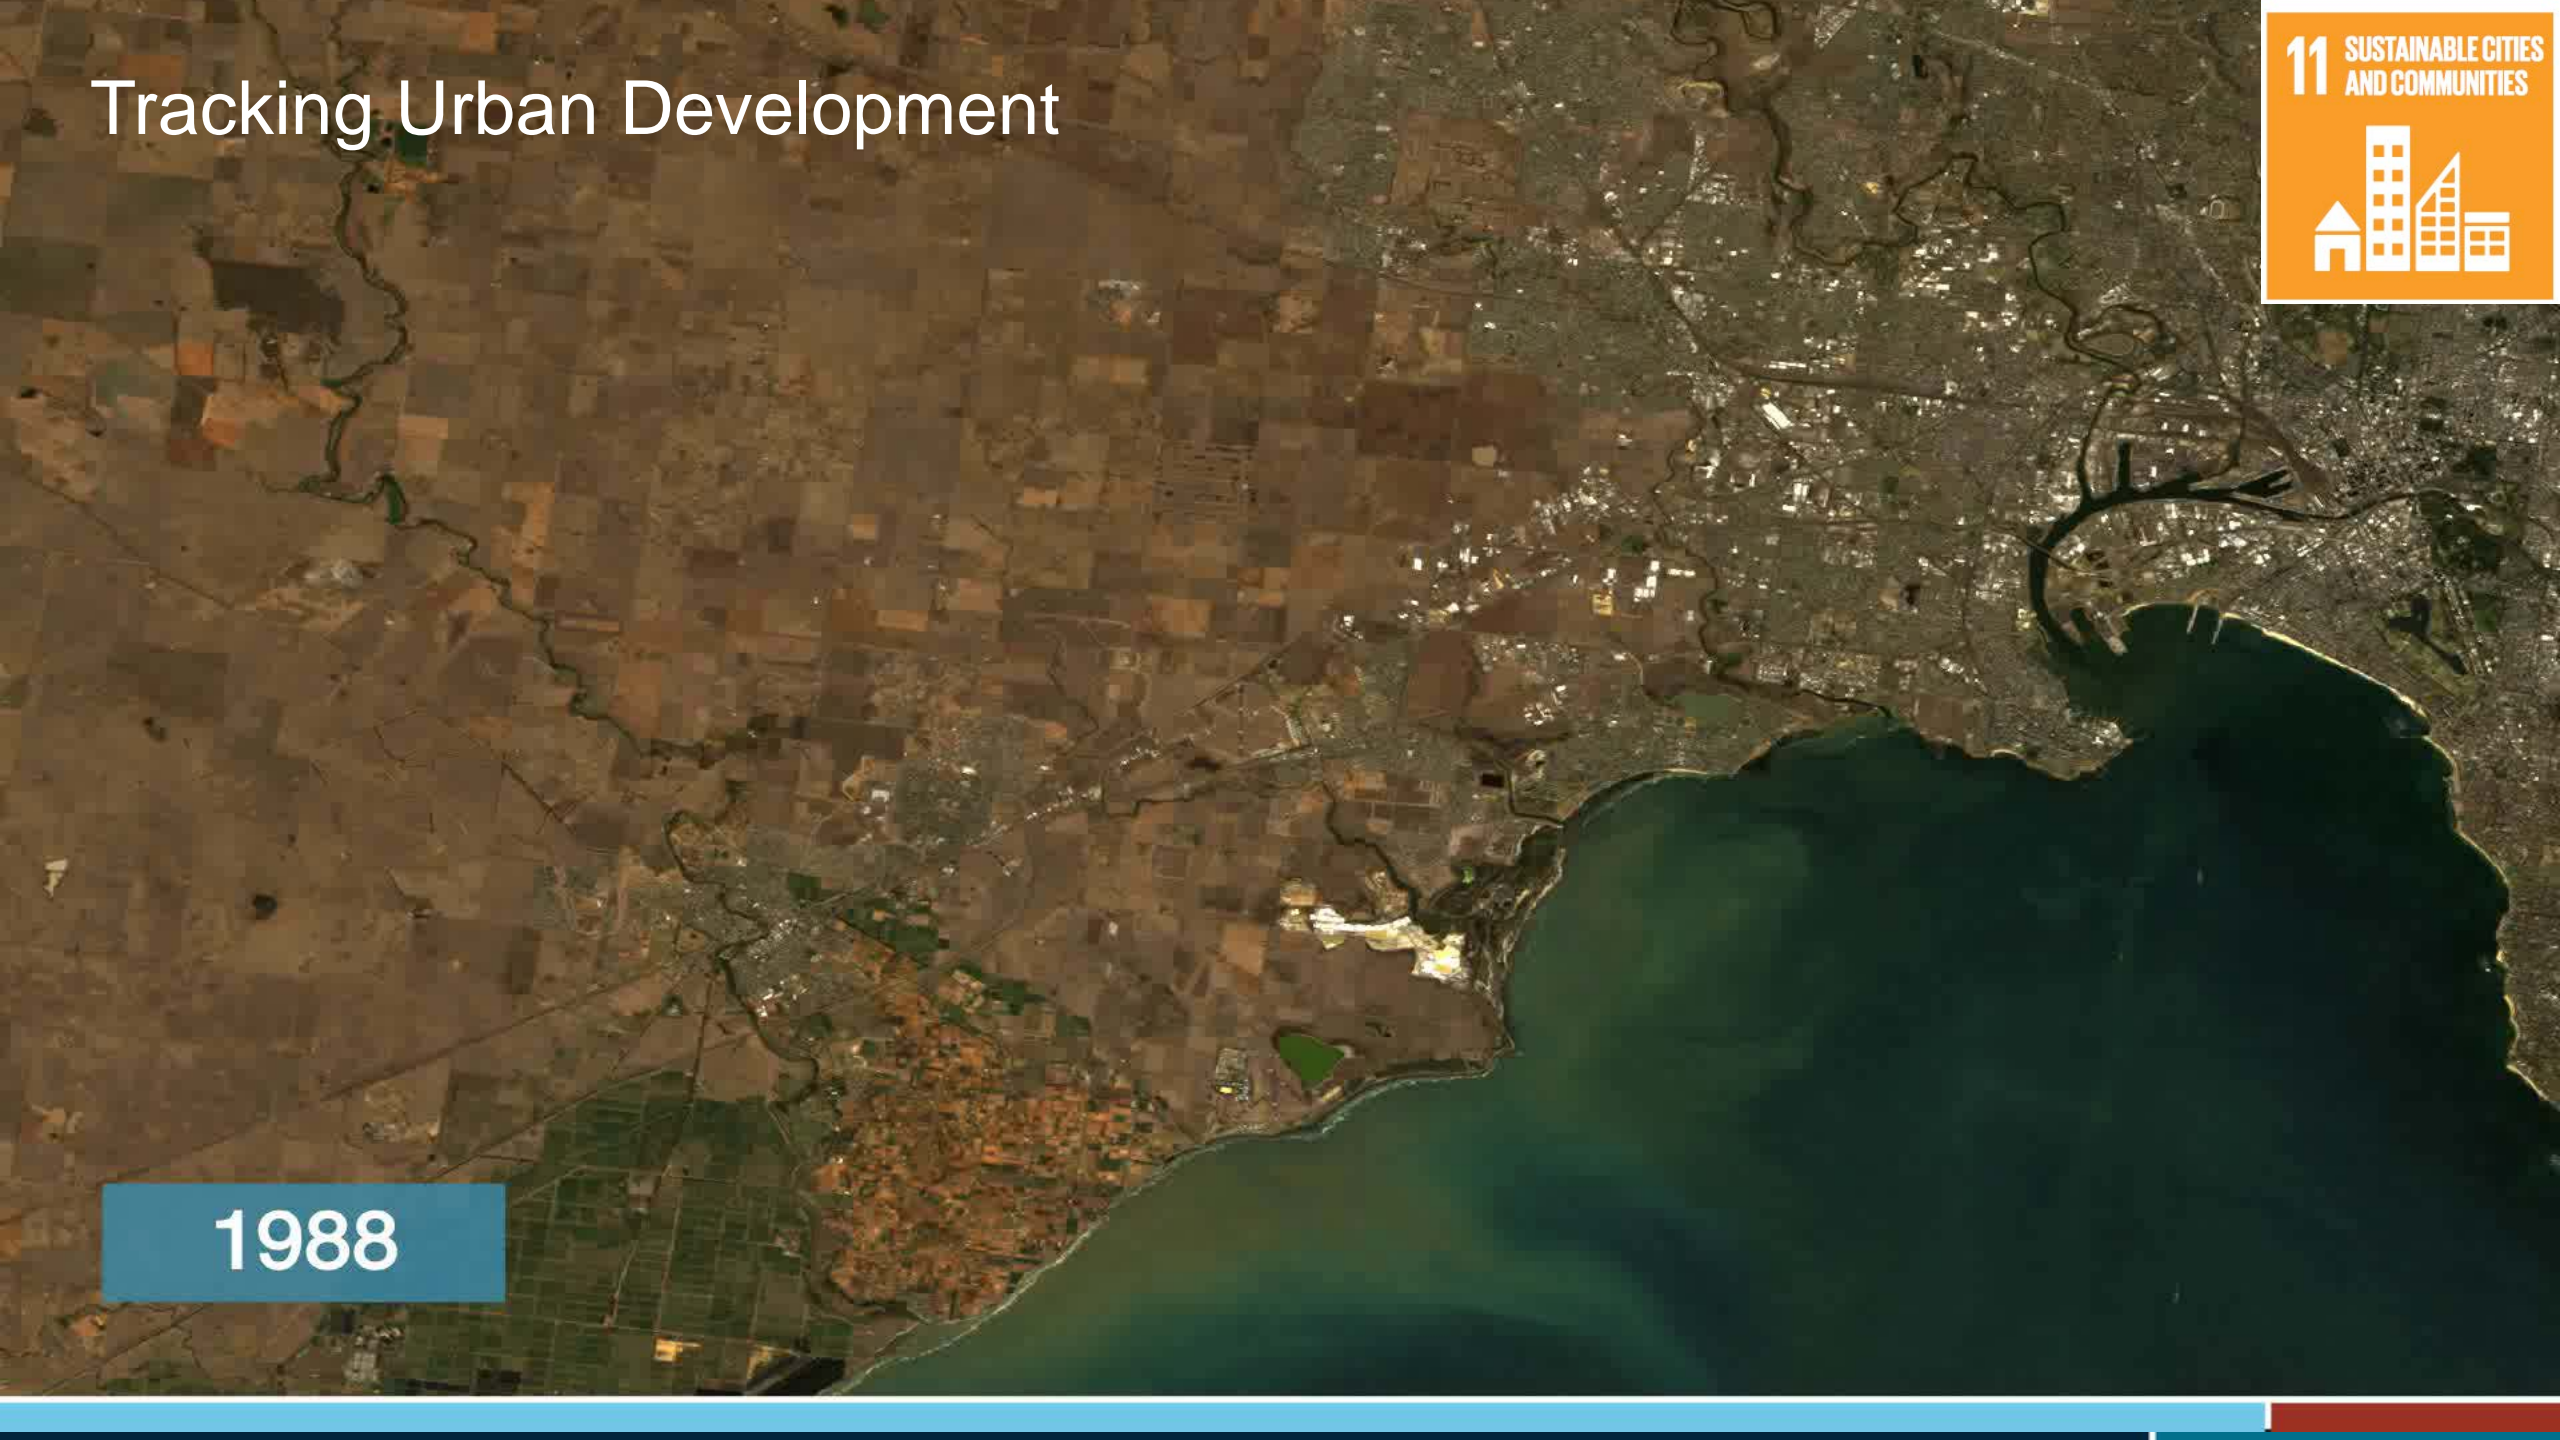 Tracking Urban Development
11 SUSTAINABLE CITIES
AND COMMUNITIES
1988